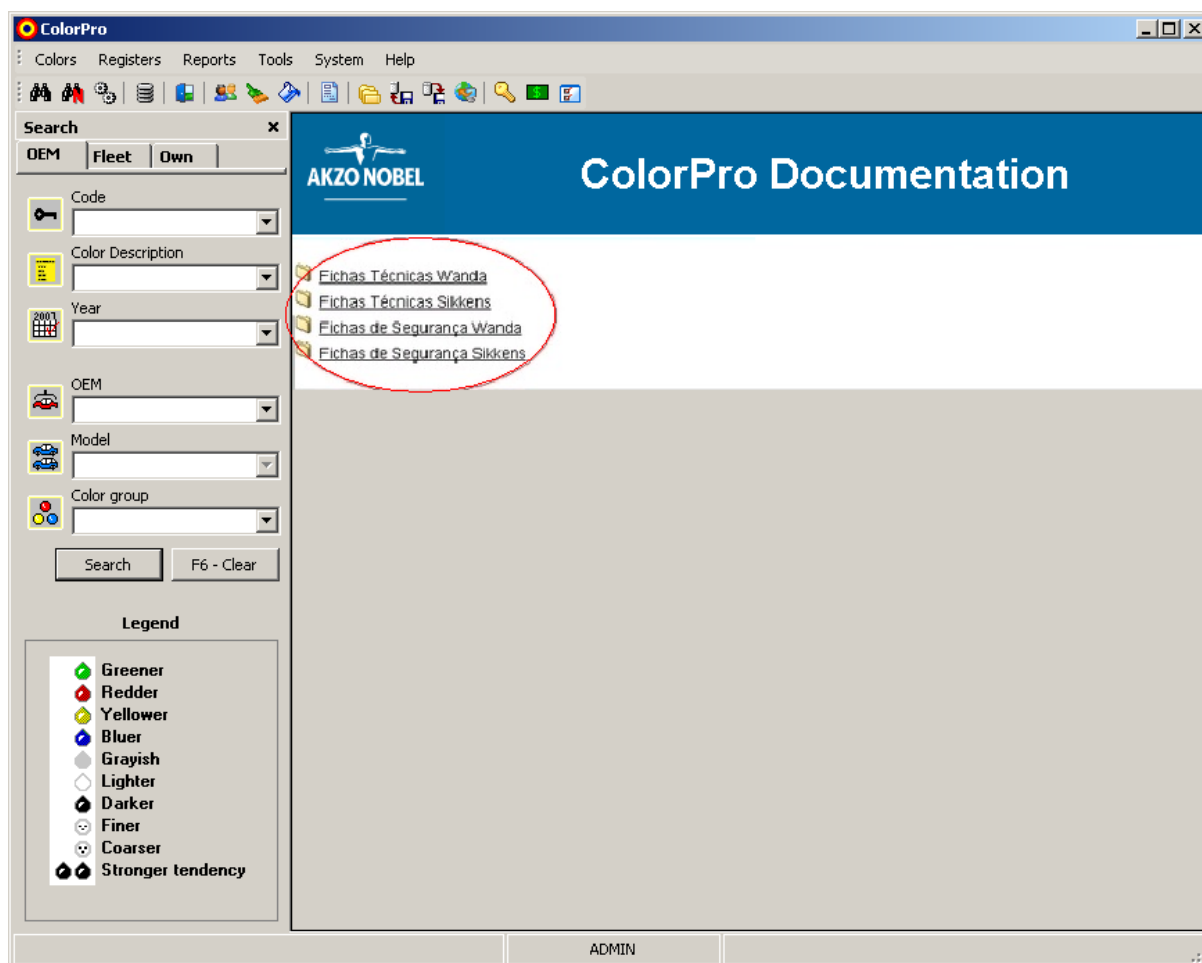 ColorPro
Colors Registers Reports Tools System Help
Search
OEM Fleet Own
Code
Color Description
Year
2007
OEM
Model
Color group
Search F6 - Clear
Legend
Greener
Redder
Yellower
Bluer
Grayish
Lighter
Darker
Finer
Coarser
Stronger tendency
AKZO NOBEL
ColorPro Documentation
Fichas Técnicas Wanda
Fichas Técnicas Sikkens
Fichas de Segurança Wanda
Fichas de Segurança Sikkens
ADMIN